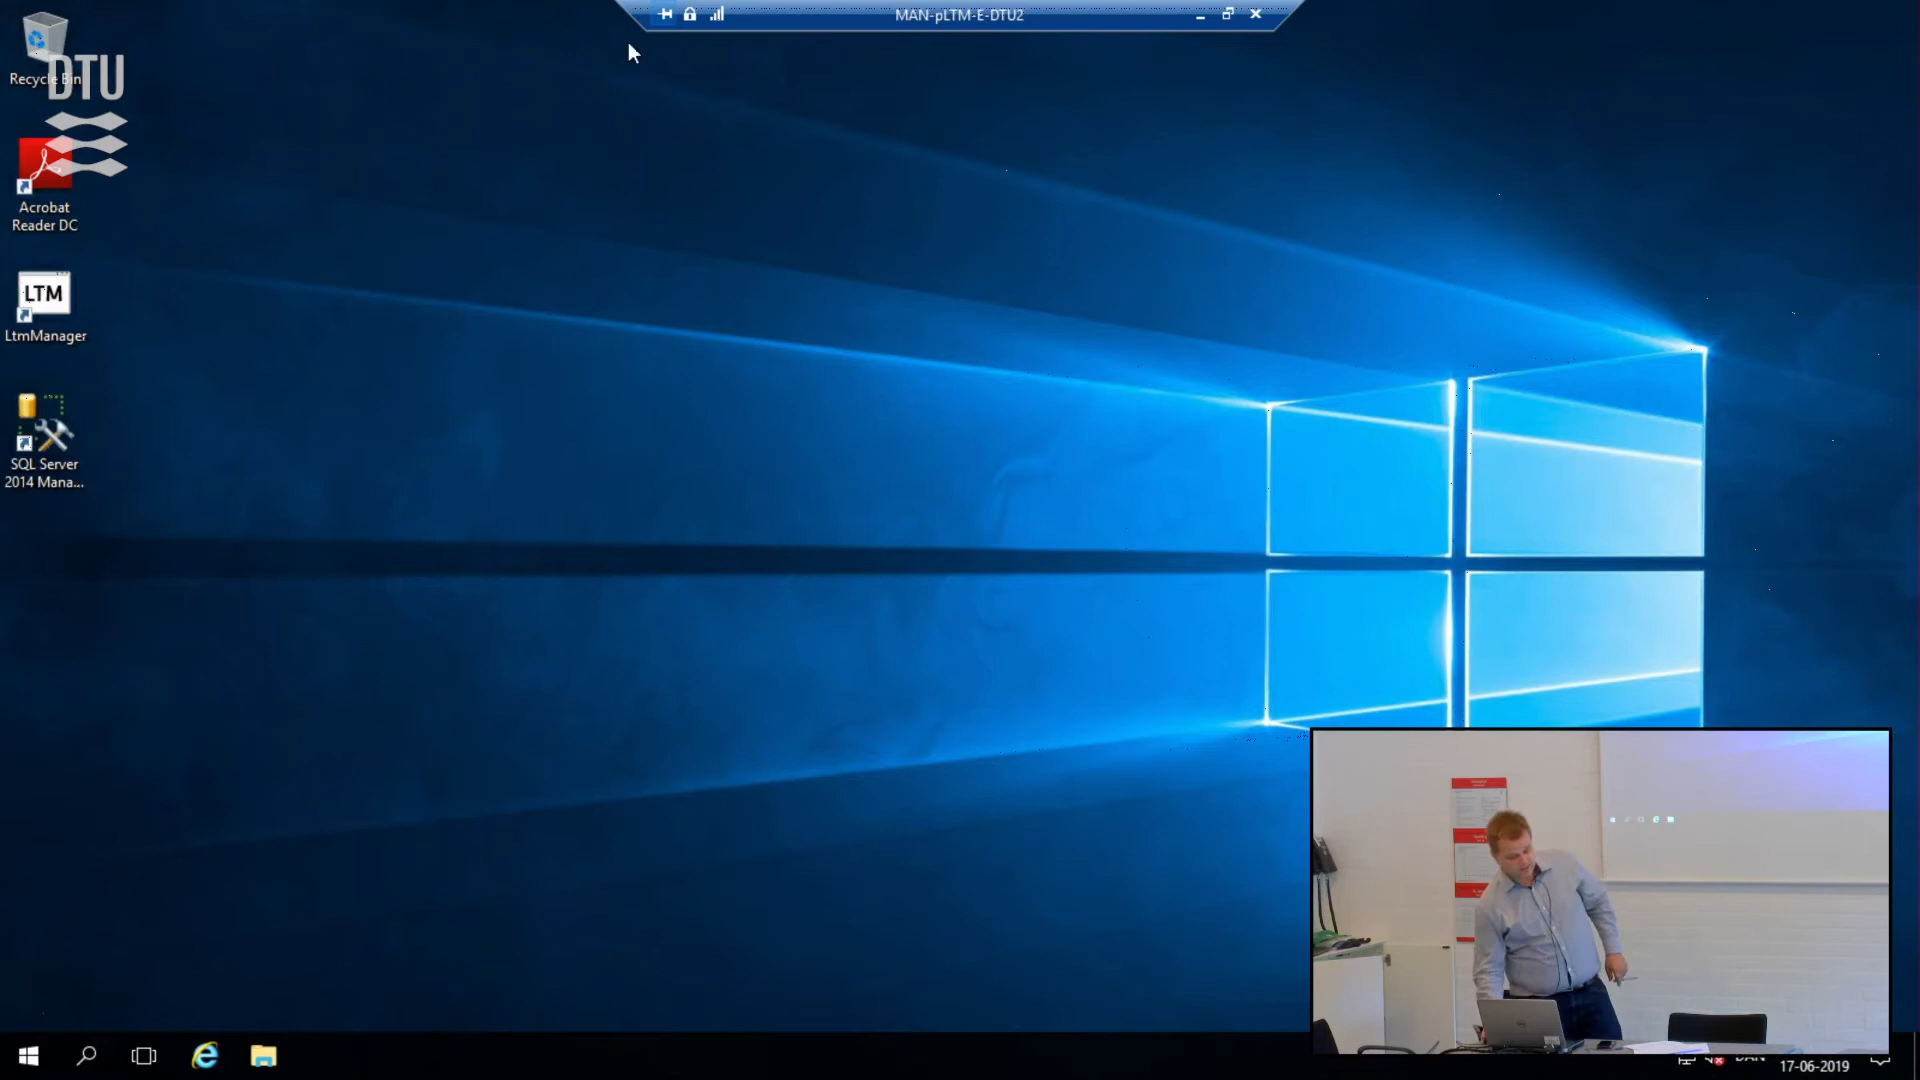 MAN-pLTM-E-DTU2
Recycle Bin
DTU
Acrobat
Reader DC
LTM
LtmManager
SQL Server
2014 Mana...
17-06-2019